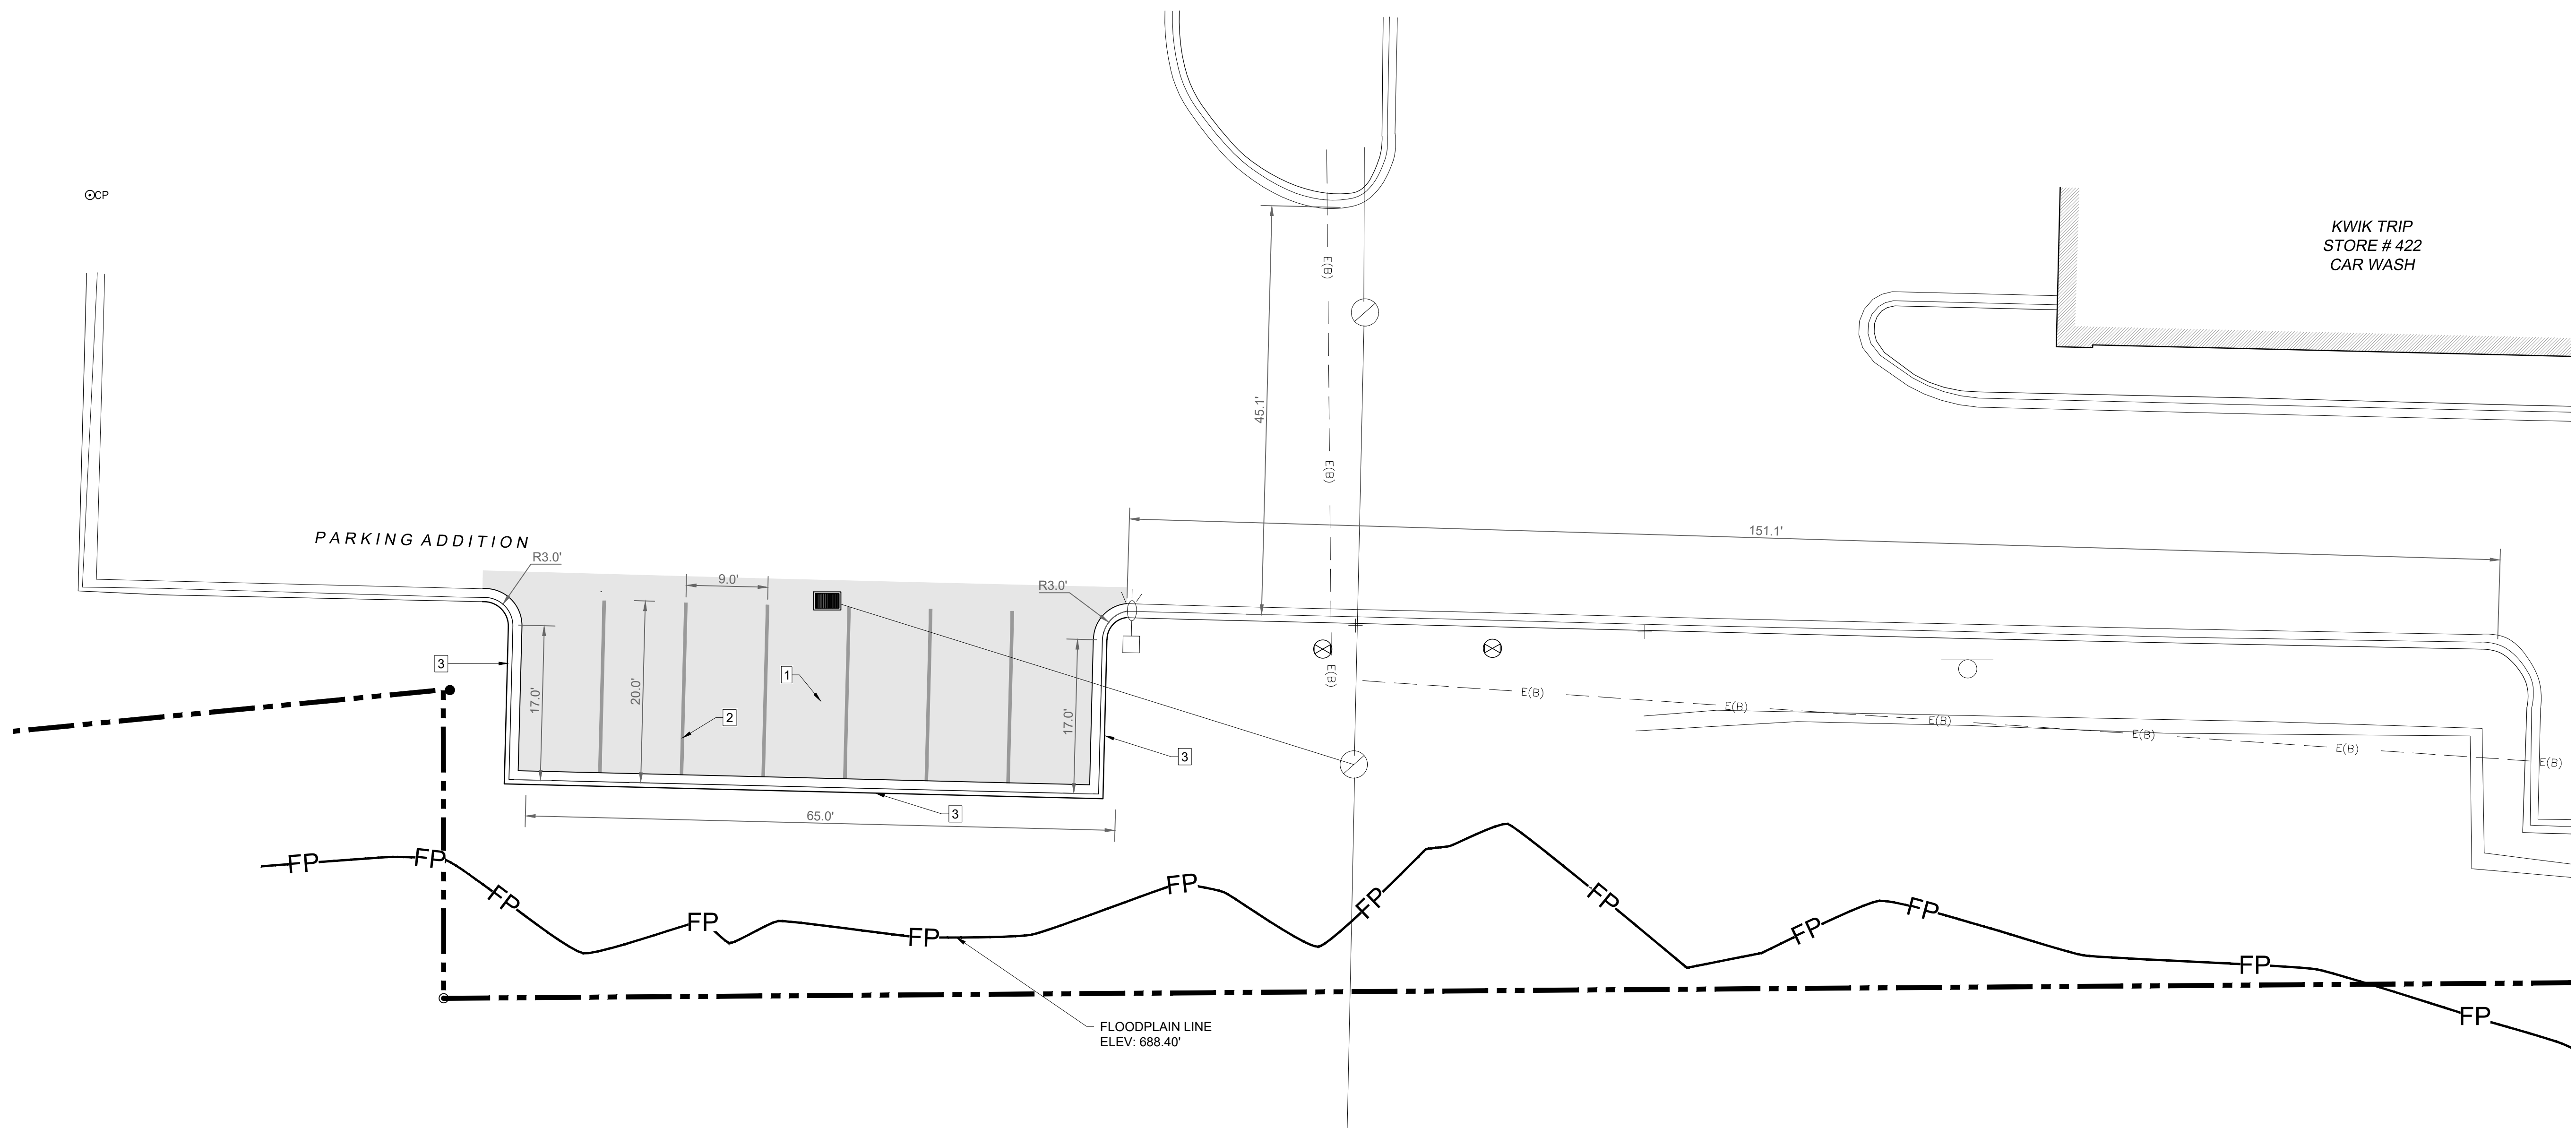 CP
KWIK TRIP
STORE # 422
CAR WASH
E(B)
45.1'
E(B)
151.1'
PARKING ADDITION
R3.0'
9.0'
R3.0'
3
1
E(B)
E(B)
17.0'
20.0'
2
17.0'
E(B)
E(B)
E(B)
E(B)
E(B)
3
3
65.0'
FP
FP
FP
FP
FP
FP
FP
FP
FP
FP
FP
FP
FLOODPLAIN LINE
ELEV: 688.40'